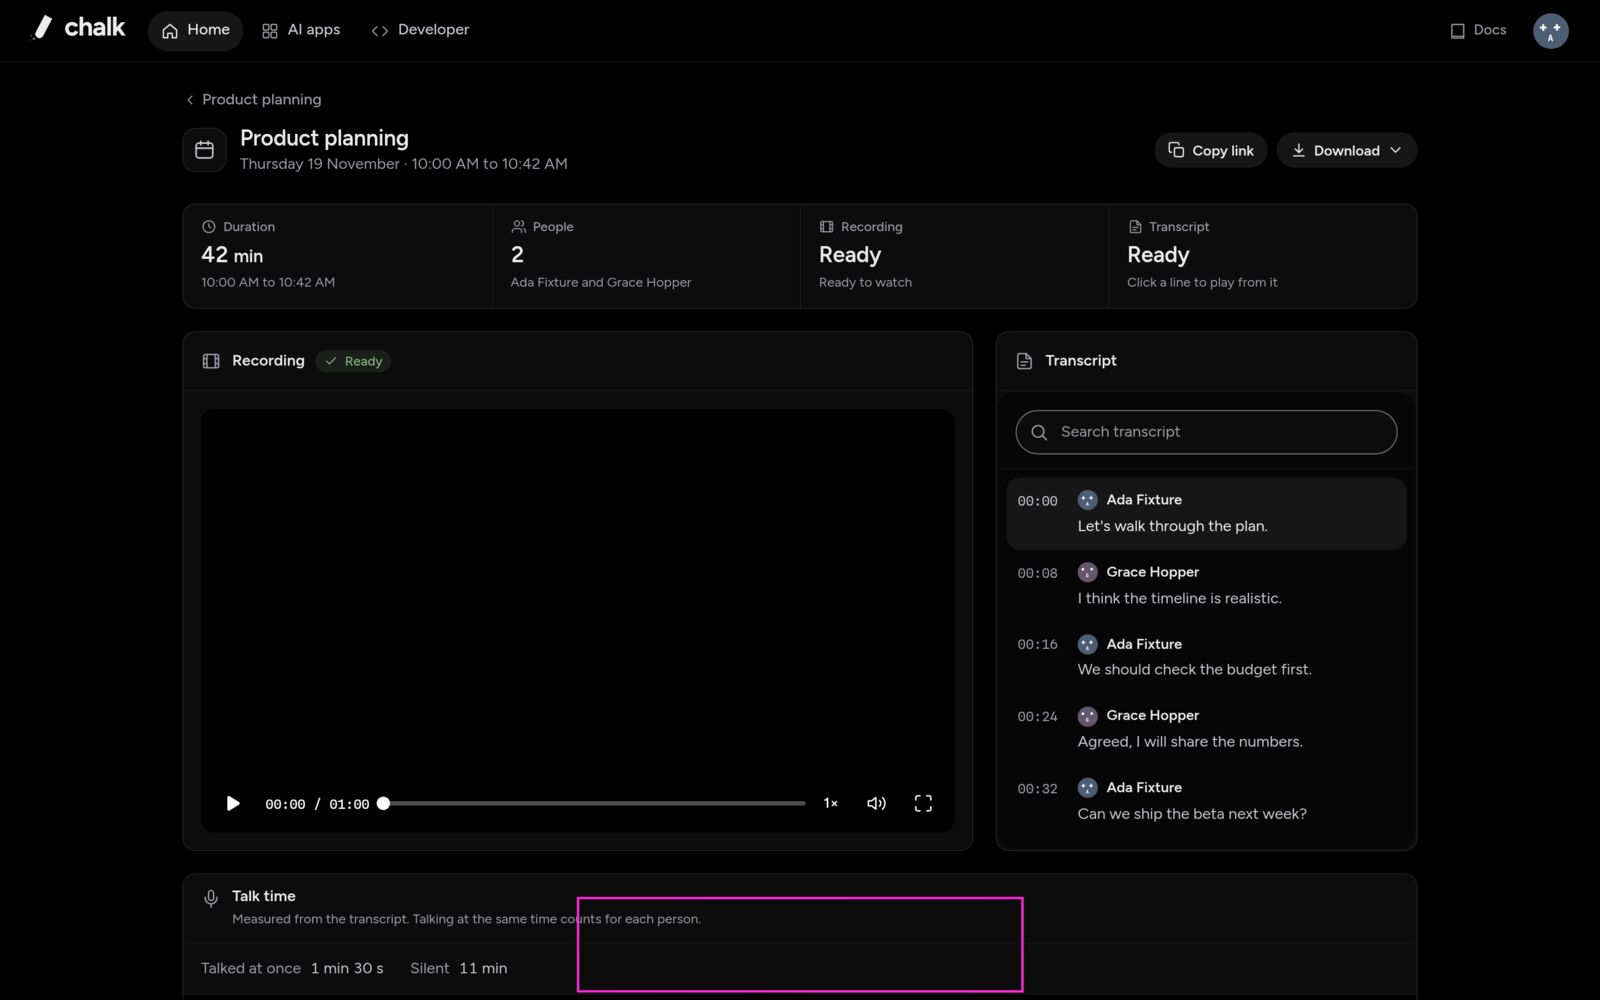 chalk
Home
AI apps
Developer
Docs
Product planning
Product planning
Thursday 19 November · 10:00 AM to 10:42 AM
Copy link
Download
Duration
42 min
10:00 AM to 10:42 AM
People
2
Ada Fixture and Grace Hopper
Recording
Ready
Ready to watch
Transcript
Ready
Click a line to play from it
Recording
Ready
00:00 / 01:00
1×
Transcript
Search transcript
00:00 Ada Fixture
Let's walk through the plan.
00:08 Grace Hopper
I think the timeline is realistic.
00:16 Ada Fixture
We should check the budget first.
00:24 Grace Hopper
Agreed, I will share the numbers.
00:32 Ada Fixture
Can we ship the beta next week?
Talk time
Measured from the transcript. Talking at the same time counts for each person.
Talked at once 1 min 30 s Silent 11 min